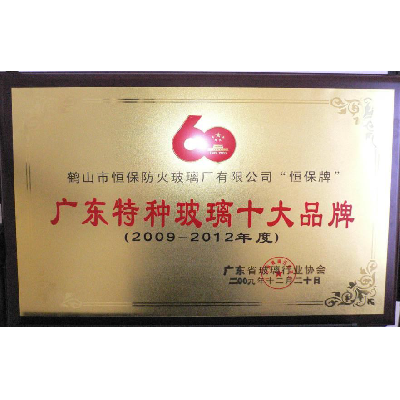 60
鹤山市恒保防火玻璃厂有限公司“恒保牌”
广东特种玻璃十大品牌
(2009-2012年度)
广东省玻璃行业协会
二00九年十二月二十日